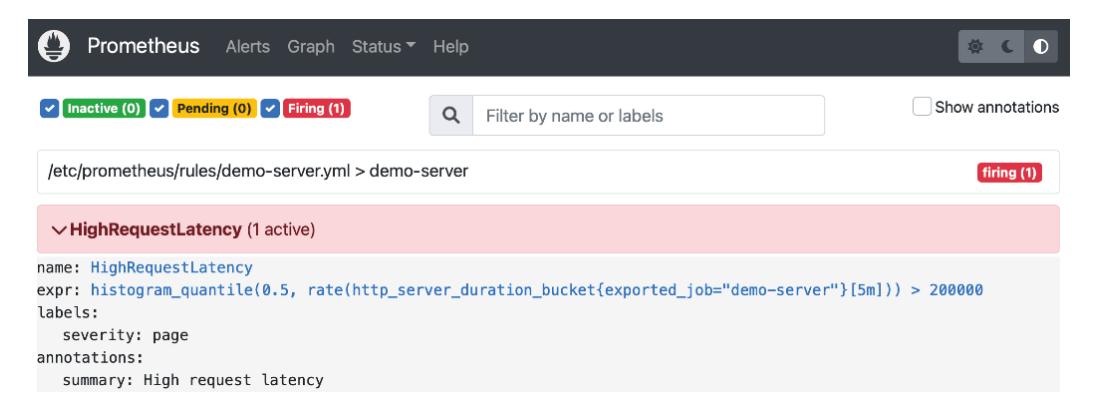 Prometheus Alerts Graph Status Help
Inactive (0) Pending (0) Firing (1) Filter by name or labels Show annotations
/etc/prometheus/rules/demo-server.yml > demo-server firing (1)
HighRequestLatency (1 active)
name: HighRequestLatency
expr: histogram_quantile(0.5, rate(http_server_duration_bucket{exported_job="demo-server"}[5m])) > 200000
labels:
severity: page
annotations:
summary: High request latency